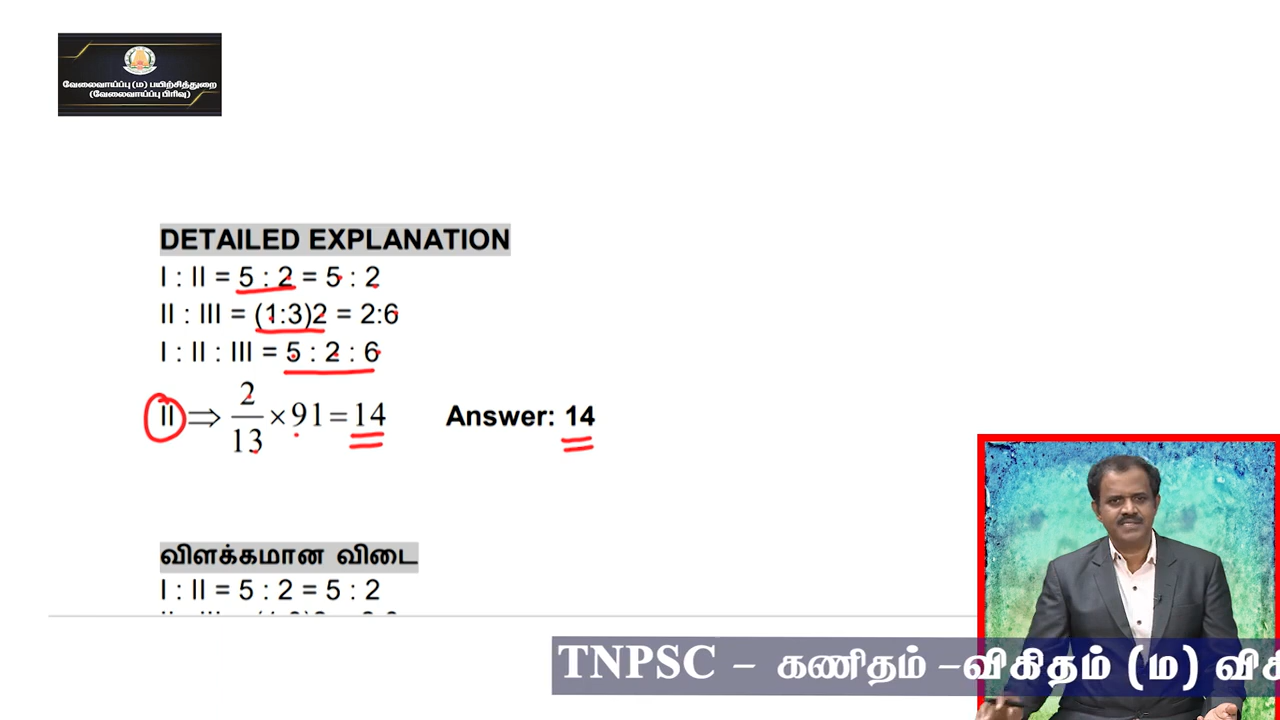 வேலைவாய்ப்பு (ம) பயிற்சித்துறை
(வேலைவாய்ப்பு பிரிவு)
DETAILED EXPLANATION
I : II = 5 : 2 = 5 : 2
II : III = (1:3)2 = 2:6
I : II : III = 5 : 2 : 6
II ⇒ 2/13 × 91 = 14 Answer: 14
விளக்கமான விடை
I : II = 5 : 2 = 5 : 2
TNPSC – கணிதம் –விகிதம் (ம)